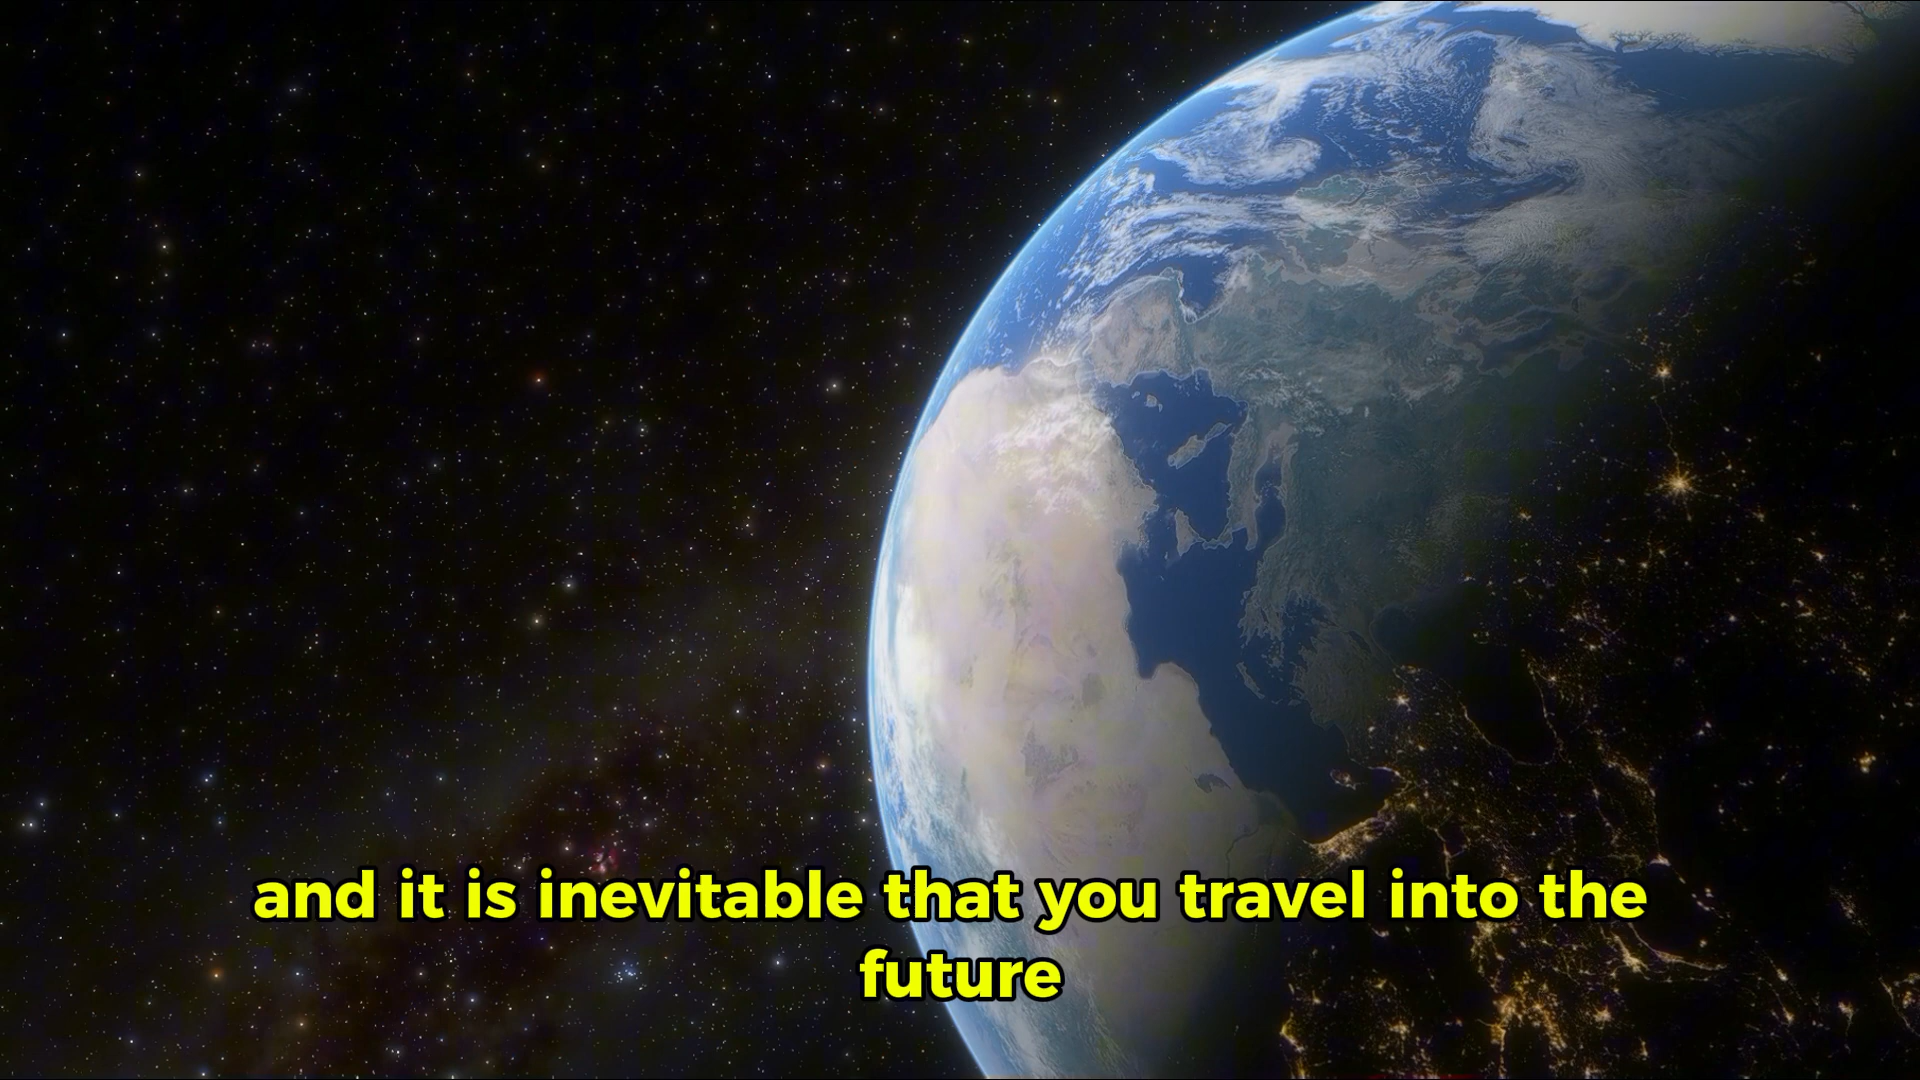 and it is inevitable that you travel into the
future